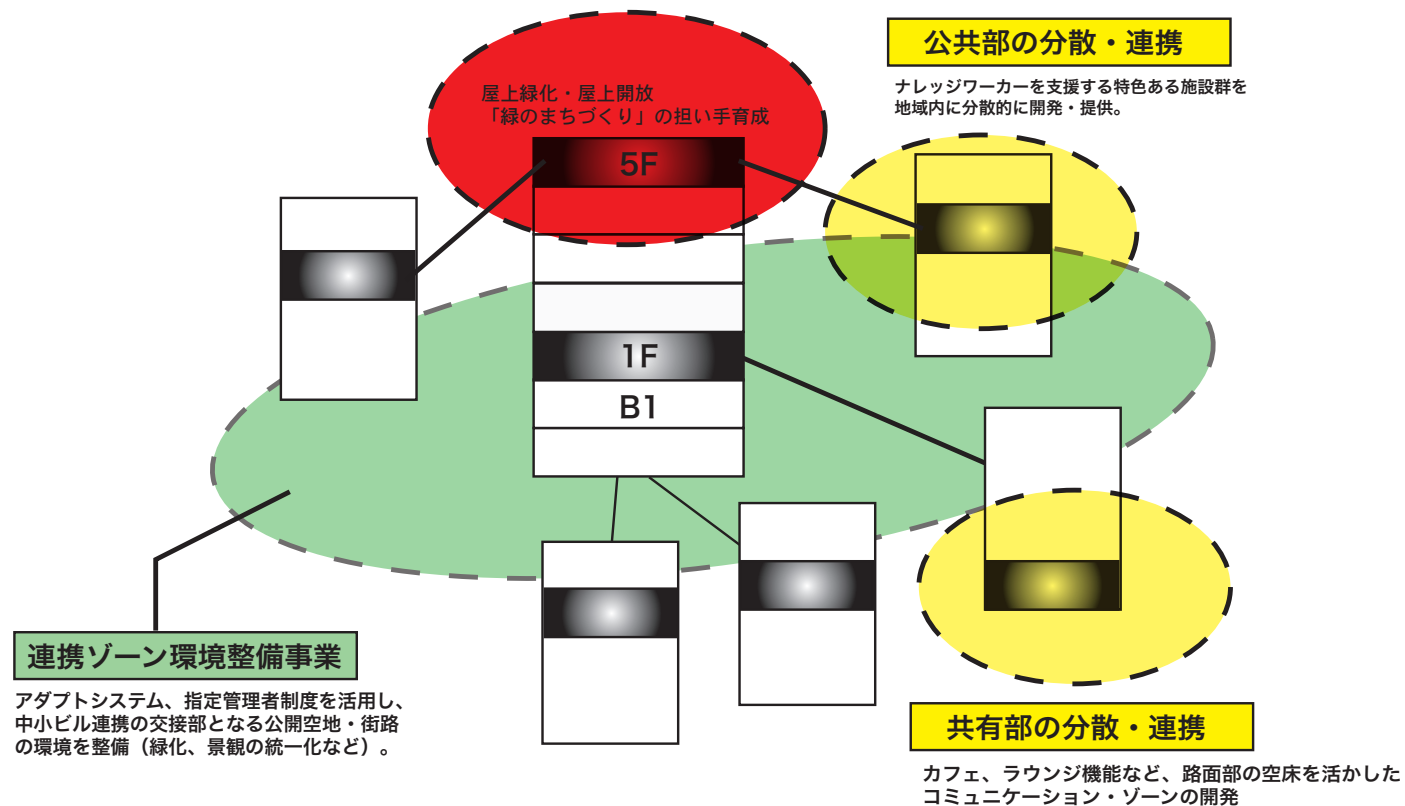 公共部の分散・連携
ナレッジワーカーを支援する特色ある施設群を
地域内に分散的に開発・提供。
屋上緑化・屋上開放
「緑のまちづくり」の担い手育成
5F
1F
B1
連携ゾーン環境整備事業
アダプトシステム、指定管理者制度を活用し、
中小ビル連携の交接部となる公開空地・街路
の環境を整備（緑化、景観の統一化など）。
共有部の分散・連携
カフェ、ラウンジ機能など、路面部の空床を活かした
コミュニケーション・ゾーンの開発